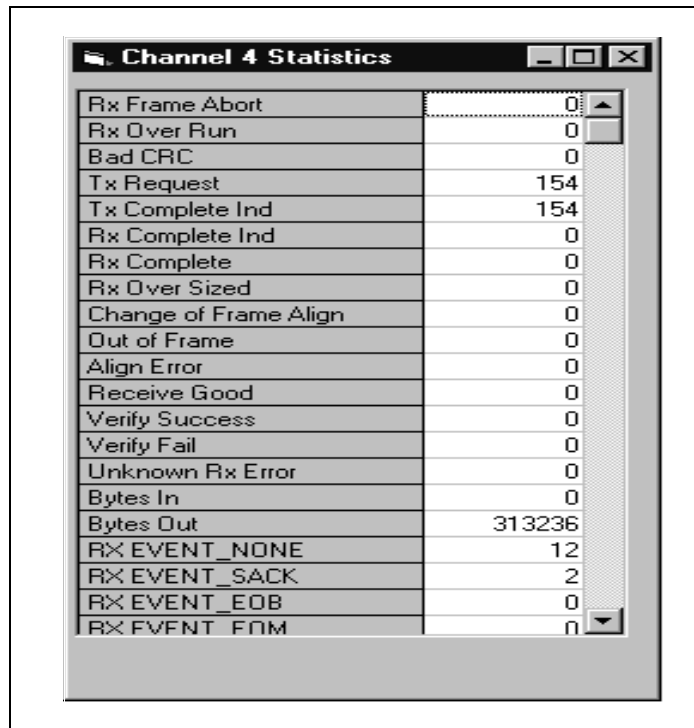 Channel 4 Statistics
Rx Frame Abort 0
Rx Over Run 0
Bad CRC 0
Tx Request 154
Tx Complete Ind 154
Rx Complete Ind 0
Rx Complete 0
Rx Over Sized 0
Change of Frame Align 0
Out of Frame 0
Align Error 0
Receive Good 0
Verify Success 0
Verify Fail 0
Unknown Rx Error 0
Bytes In 0
Bytes Out 313236
RX EVENT_NONE 12
RX EVENT_SACK 2
RX EVENT_EOB 0
RX EVENT_EOM 0